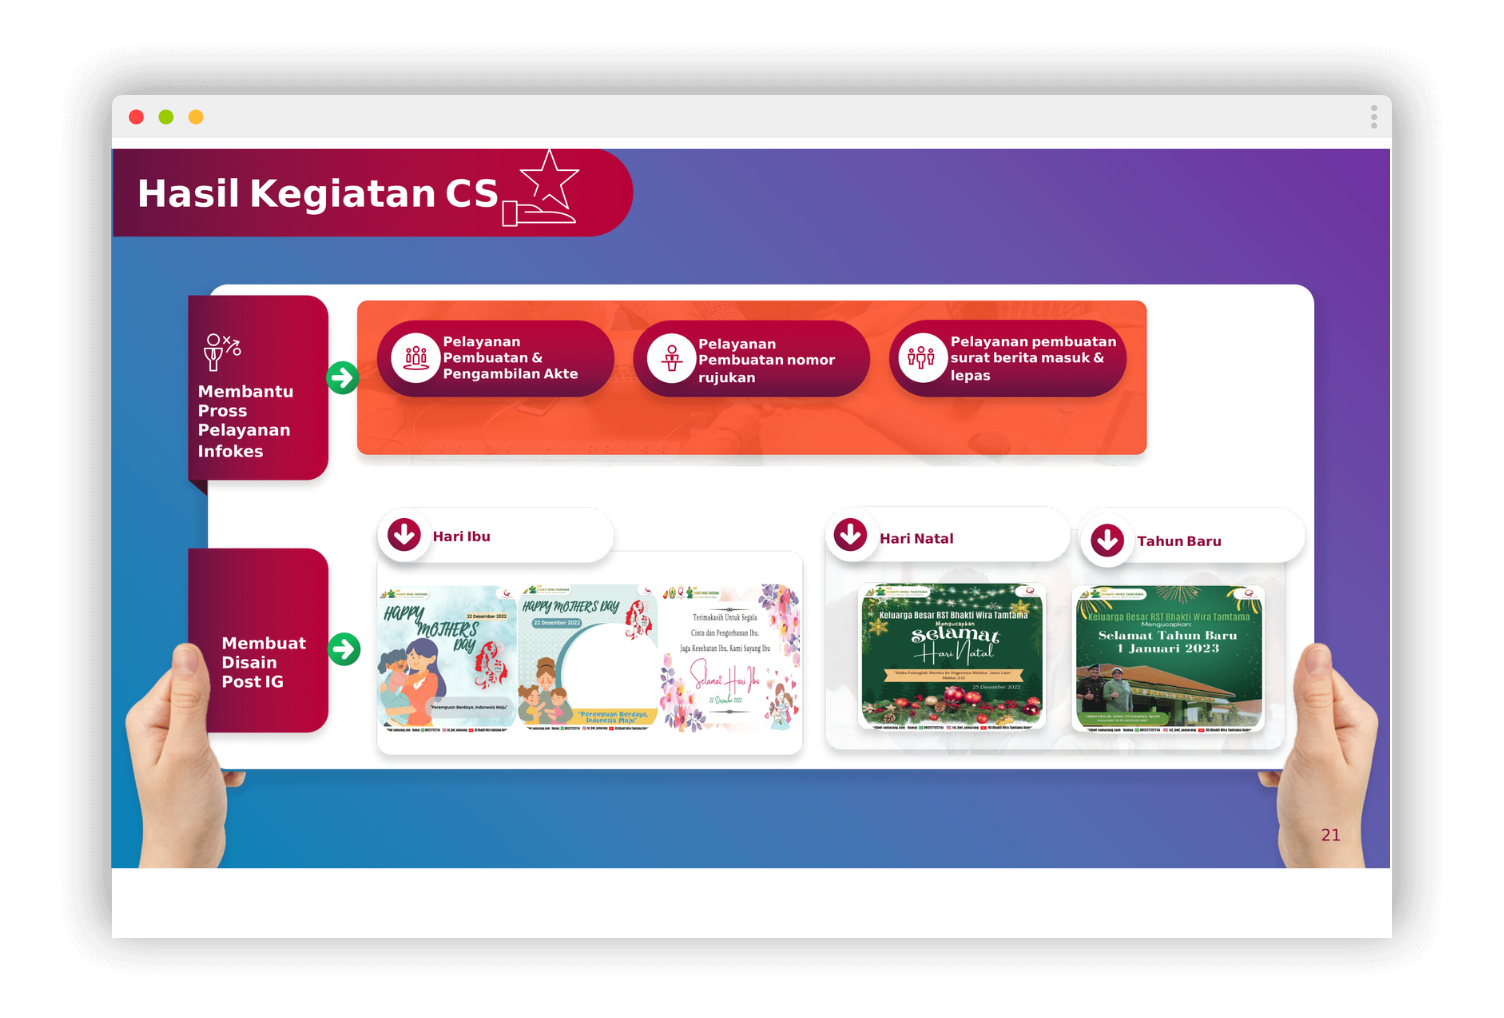 Hasil Kegiatan CS
Membantu
Pross
Pelayanan
Infokes
Pelayanan
Pembuatan &
Pengambilan Akte
Pelayanan
Pembuatan nomor
rujukan
Pelayanan pembuatan
surat berita masuk &
lepas
Membuat
Disain
Post IG
Hari Ibu
HAPPY
MOTHERS
DAY
22 Desember 2022
"Perempuan Berdaya, Indonesia Maju"
HAPPY MOTHERS DAY
22 Desember 2022
"Perempuan Berdaya,
Indonesia Maju"
Terimakasih Untuk Segala
Cinta dan Pengorbanan Ibu.
Jaga Kesehatan Ibu, Kami Sayang Ibu
Selamat Hari Ibu
22 Desember 2022
Hari Natal
Keluarga Besar RST Bhakti Wira Tamtama
Mengucapkan
Selamat
Hari Natal
25 Desember 2022
Tahun Baru
Keluarga Besar RST Bhakti Wira Tamtama
Mengucapkan:
Selamat Tahun Baru
1 Januari 2023
21